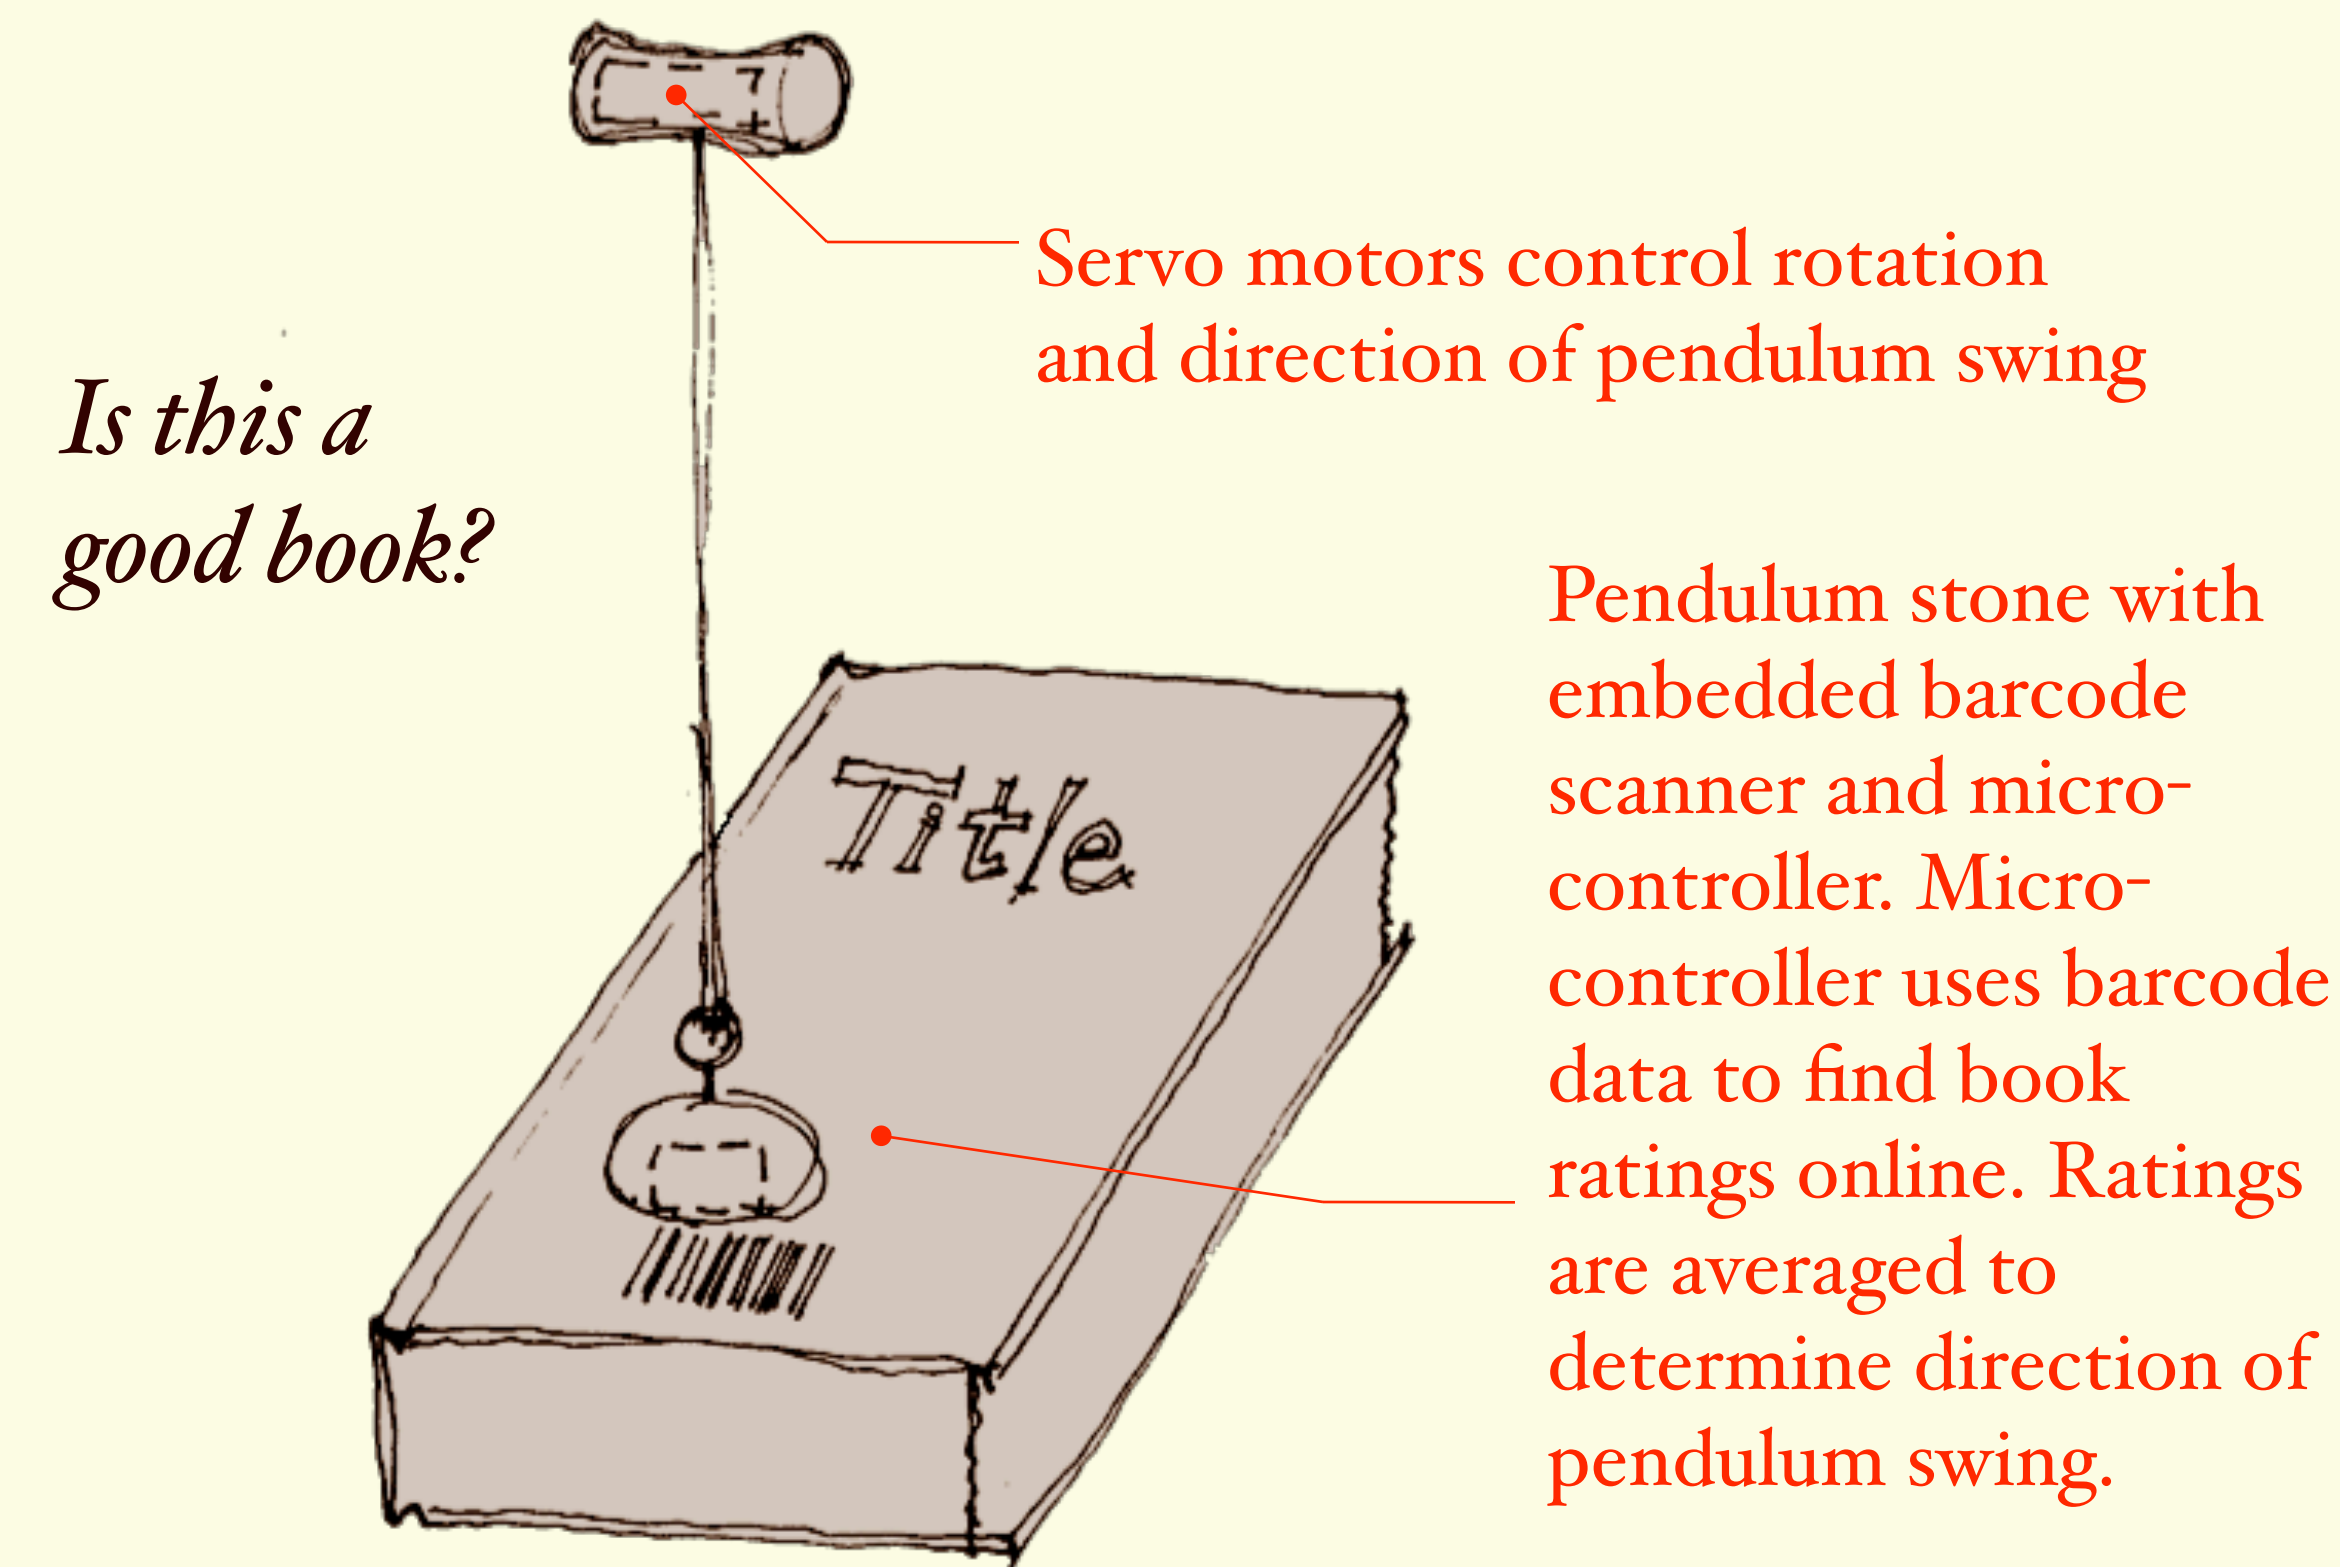 Is this a
good book?
Servo motors control rotation
and direction of pendulum swing
Title
Pendulum stone with
embedded barcode
scanner and micro-
controller. Micro-
controller uses barcode
data to find book
ratings online. Ratings
are averaged to
determine direction of
pendulum swing.